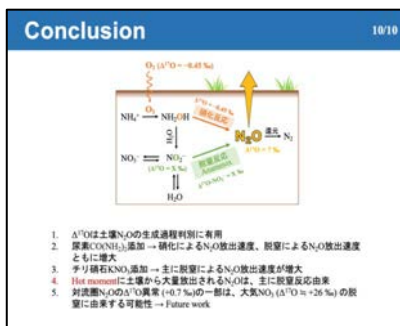 Conclusion
10/10
O₂ (Δ¹⁷O = −0.45 ‰)
O₂
NH₄⁺
NH₂OH
Δ¹⁷O = −0.45 ‰
硝化反応
H₂O
N₂O
還元
N₂
Δ¹⁷O = ? ‰
NO₃⁻
NO₂⁻
脱窒反応
H₂O
1. Δ¹⁷Oは土壌N₂Oの生成過程判別に有用
2. 尿素CO(NH₂)₂添加 → 硝化によるN₂O放出速度、脱窒によるN₂O放出速度
ともに増大
3. チリ硝石KNO₃添加 → 主に脱窒によるN₂O放出速度が増大
4. Hot momentに土壌から大量放出されるN₂Oは、主に脱窒反応由来
5. 対流圏N₂OのΔ¹⁷O異常 (+0.7 ‰) の一部は、大気NO₃⁻ (Δ¹⁷O ≒ +26 ‰) の脱
窒に由来する可能性 → Future work